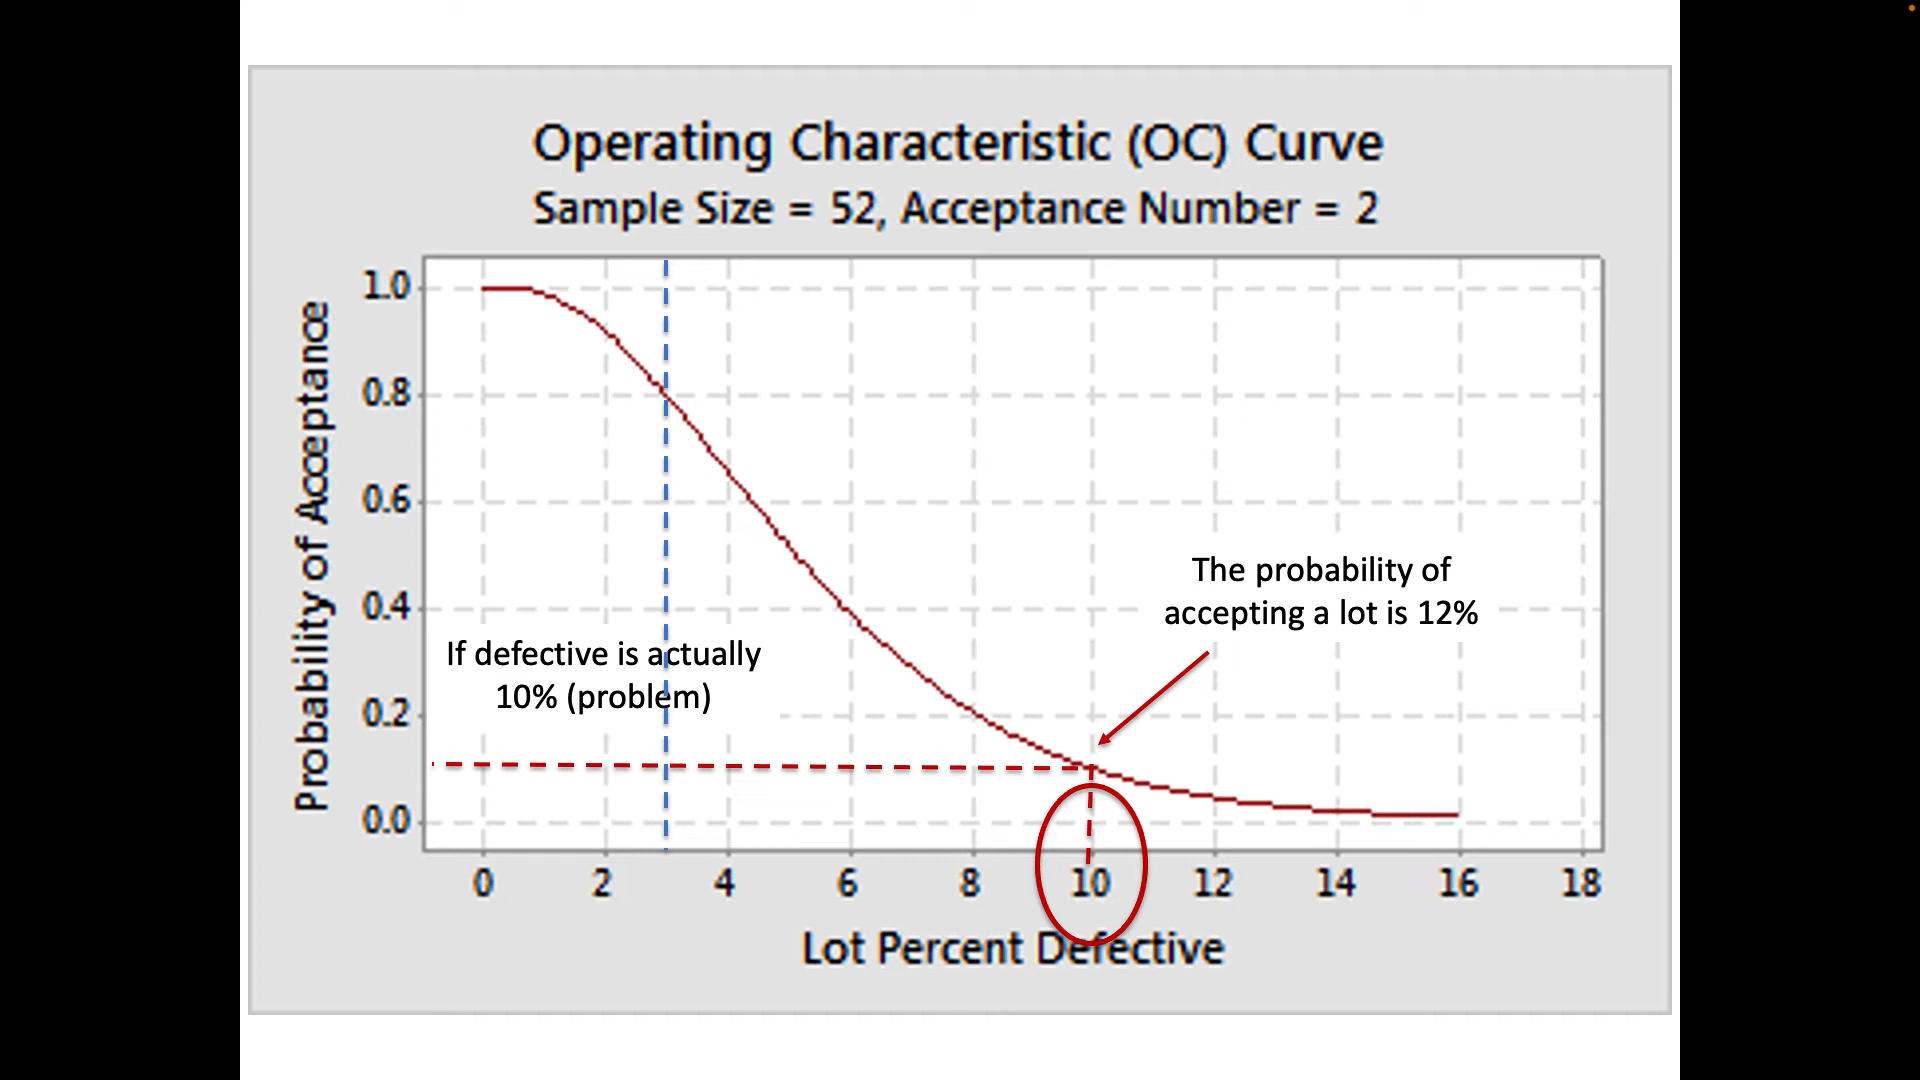 Operating Characteristic (OC) Curve
Sample Size = 52, Acceptance Number = 2
Probability of Acceptance
1.0
0.8
0.6
0.4
0.2
0.0
The probability of
accepting a lot is 12%
If defective is actually
10% (problem)
0 2 4 6 8 10 12 14 16 18
Lot Percent Defective